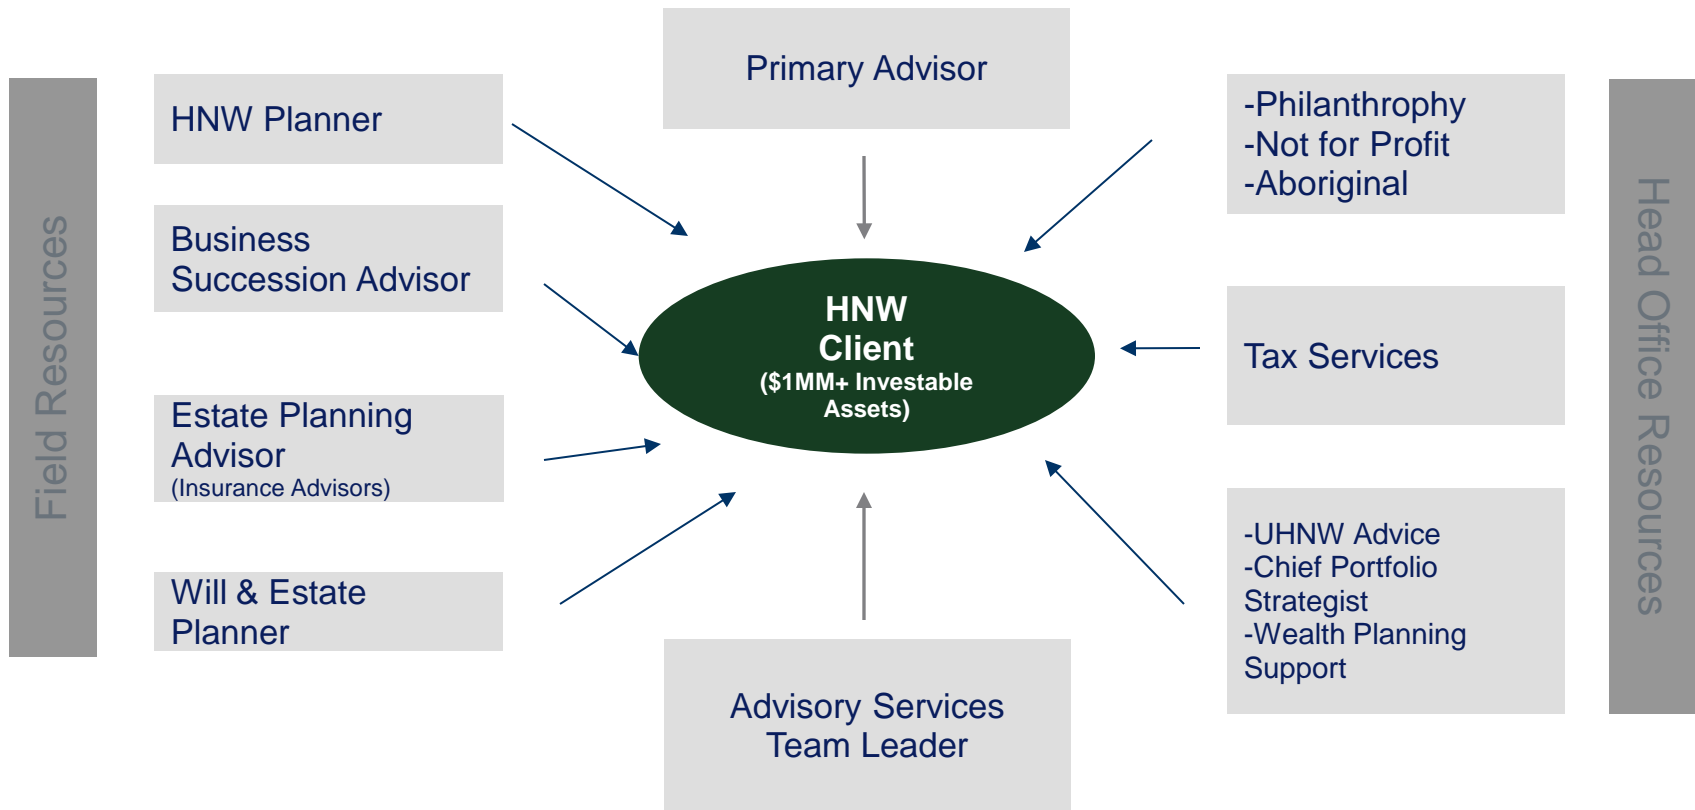 Primary Advisor
Field Resources
HNW Planner
Business
Succession Advisor
Estate Planning
Advisor
(Insurance Advisors)
Will & Estate
Planner
HNW
Client
($1MM+ Investable
Assets)
Advisory Services
Team Leader
-Philanthrophy
-Not for Profit
-Aboriginal
Tax Services
-UHNW Advice
-Chief Portfolio
Strategist
-Wealth Planning
Support
Head Office Resources